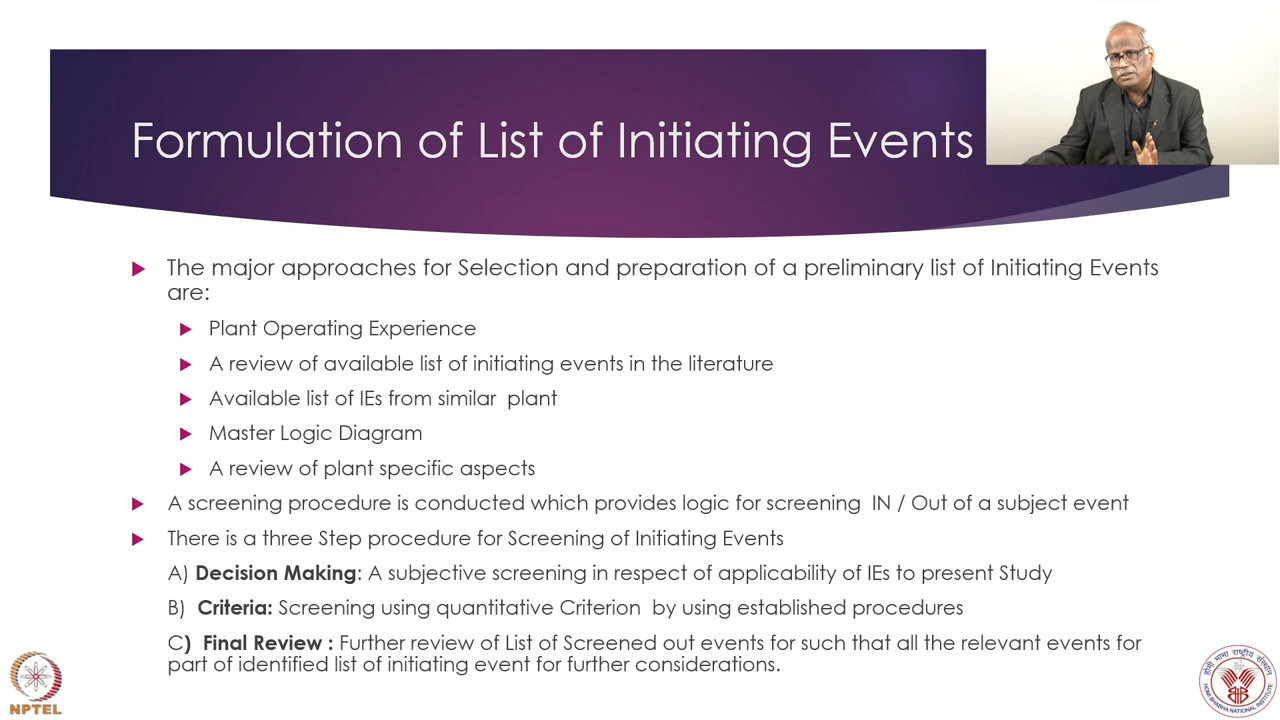 Formulation of List of Initiating Events
The major approaches for Selection and preparation of a preliminary list of Initiating Events
are:
Plant Operating Experience
A review of available list of initiating events in the literature
Available list of IEs from similar plant
Master Logic Diagram
A review of plant specific aspects
A screening procedure is conducted which provides logic for screening IN / Out of a subject event
There is a three Step procedure for Screening of Initiating Events
A) Decision Making: A subjective screening in respect of applicability of IEs to present Study
B) Criteria: Screening using quantitative Criterion by using established procedures
C) Final Review : Further review of List of Screened out events for such that all the relevant events for
part of identified list of initiating event for further considerations.
NPTEL
होमी भाभा राष्ट्रीय संस्थान
HOMI BHABHA NATIONAL INSTITUTE